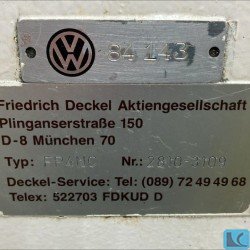 VW 84 143
Friedrich Deckel Aktiengesellschaft
Plinganserstraße 150
D-8 München 70
Typ: FP4NC Nr.: 2810-3109
Deckel-Service: Tel: (089) 72 49 49 68
Telex: 522703 FDKUD D